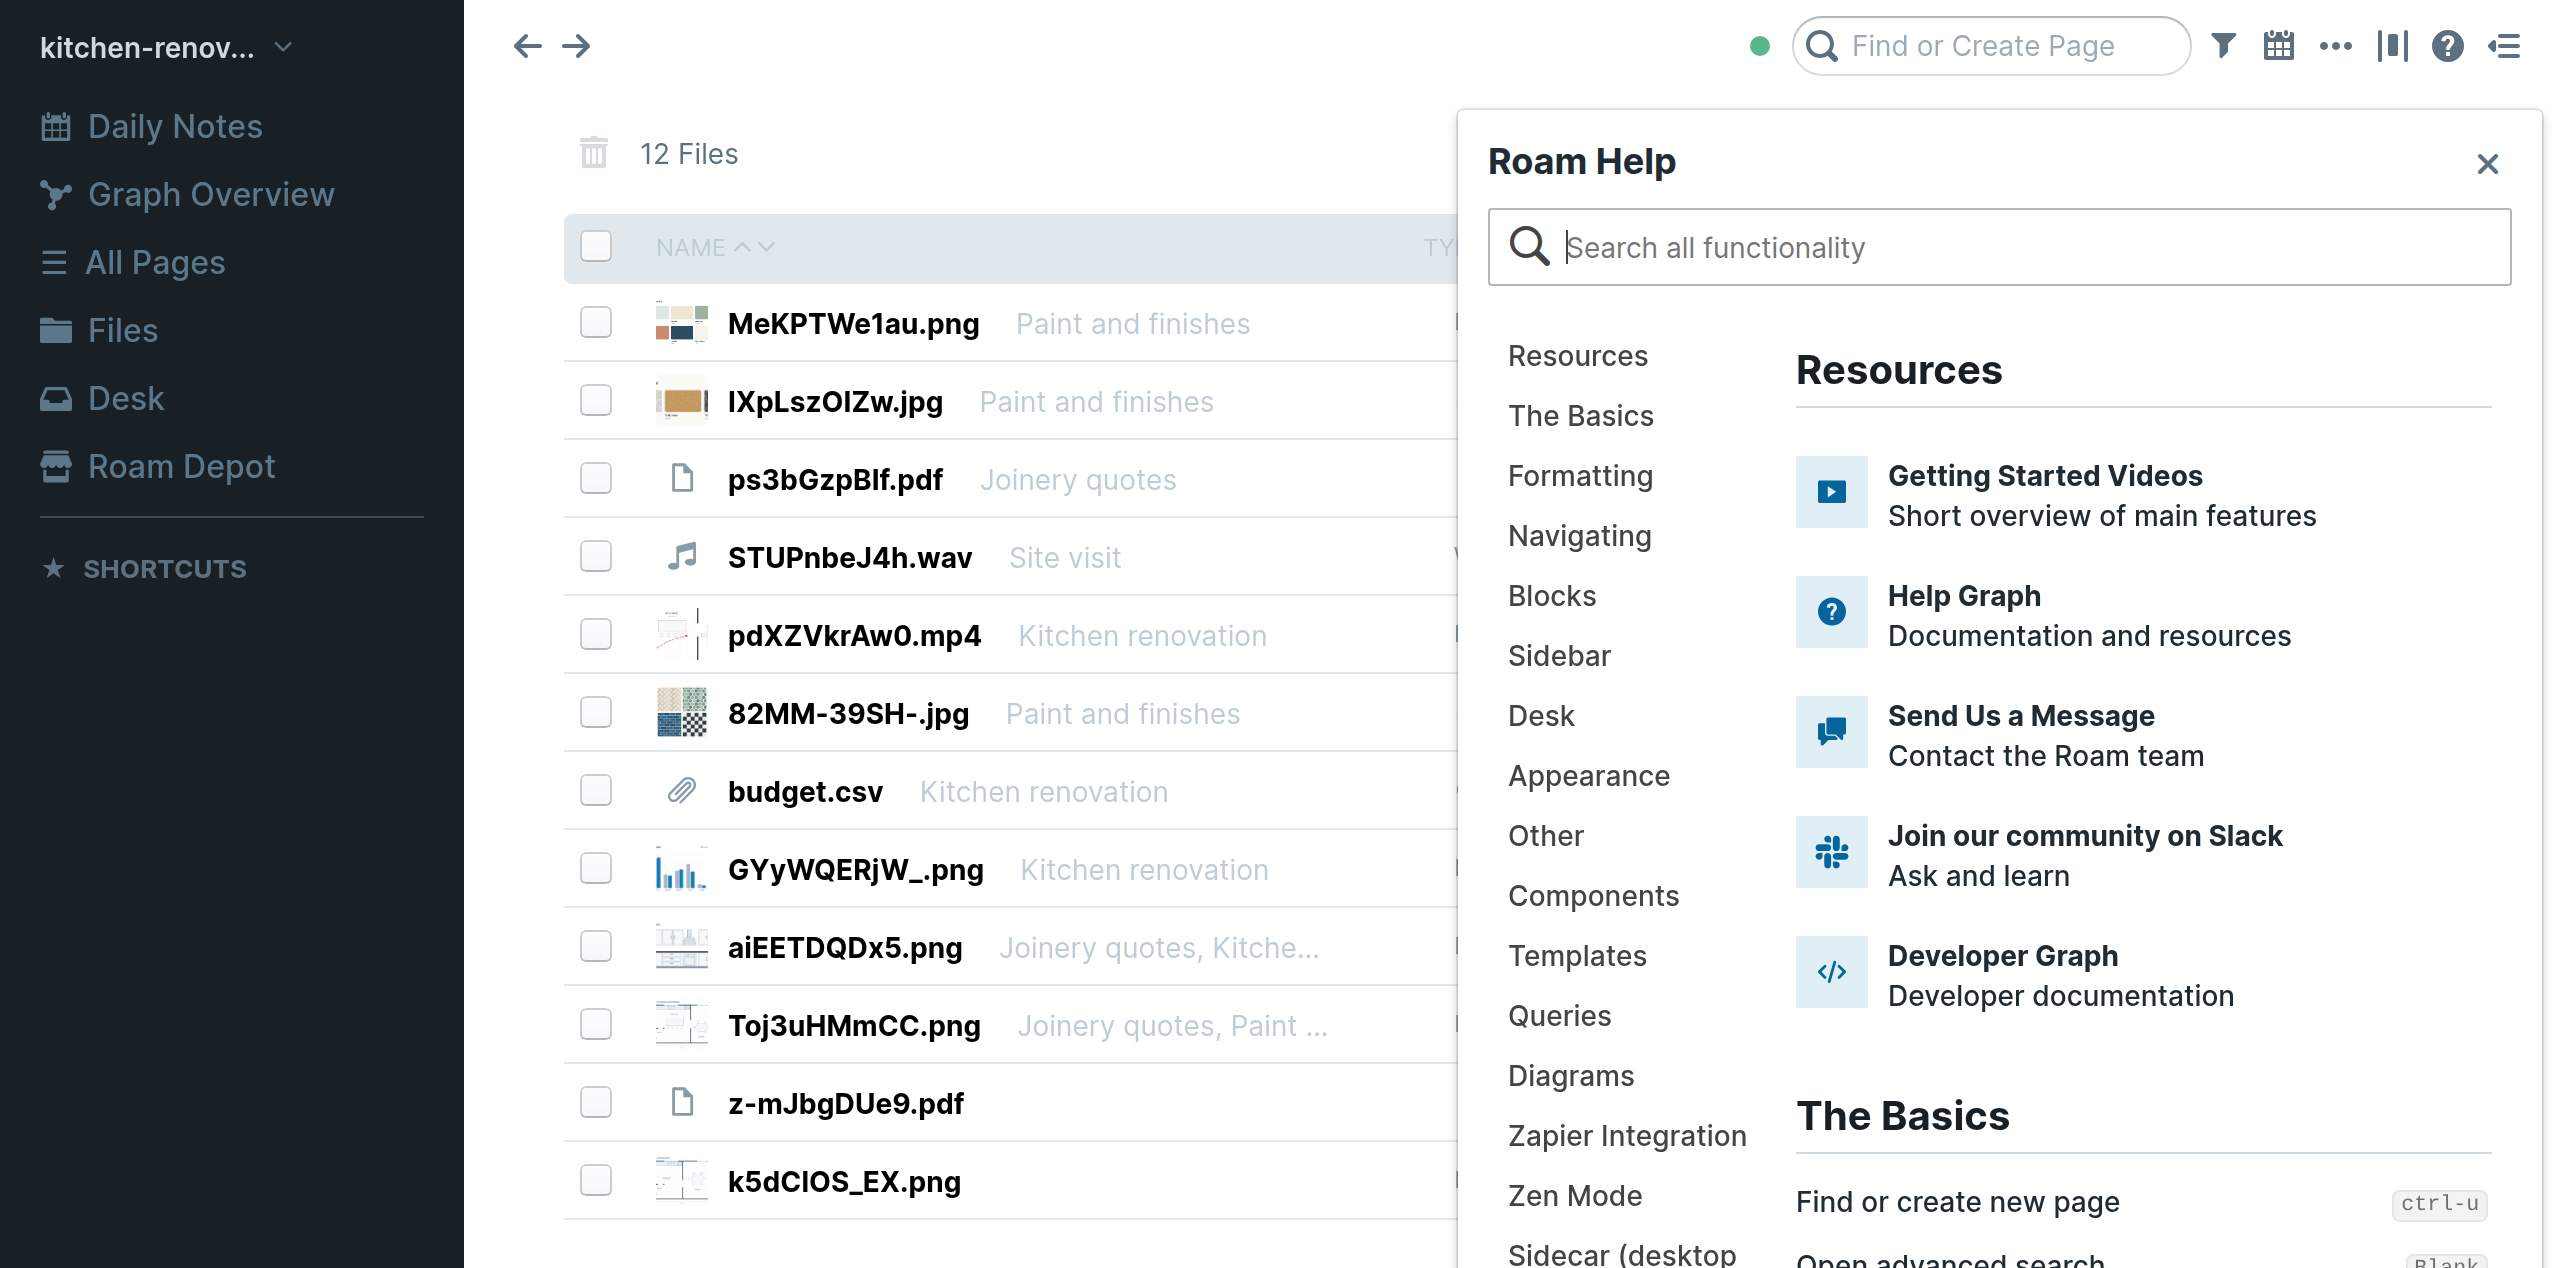 kitchen-renov...
Daily Notes
Graph Overview
All Pages
Files
Desk
Roam Depot
SHORTCUTS
Find or Create Page
12 Files
NAME
MeKPTWe1au.png Paint and finishes
IXpLszOIZw.jpg Paint and finishes
ps3bGzpBlf.pdf Joinery quotes
STUPnbeJ4h.wav Site visit
pdXZVkrAw0.mp4 Kitchen renovation
82MM-39SH-.jpg Paint and finishes
budget.csv Kitchen renovation
GYyWQERjW_.png Kitchen renovation
aiEETDQDx5.png Joinery quotes, Kitche...
Toj3uHMmCC.png Joinery quotes, Paint ...
z-mJbgDUe9.pdf
k5dCIOS_EX.png
Roam Help
Search all functionality
Resources
The Basics
Formatting
Navigating
Blocks
Sidebar
Desk
Appearance
Other
Components
Templates
Queries
Diagrams
Zapier Integration
Zen Mode
Sidecar (desktop
Resources
Getting Started Videos
Short overview of main features
Help Graph
Documentation and resources
Send Us a Message
Contact the Roam team
Join our community on Slack
Ask and learn
Developer Graph
Developer documentation
The Basics
Find or create new page ctrl-u
Open advanced search Blank